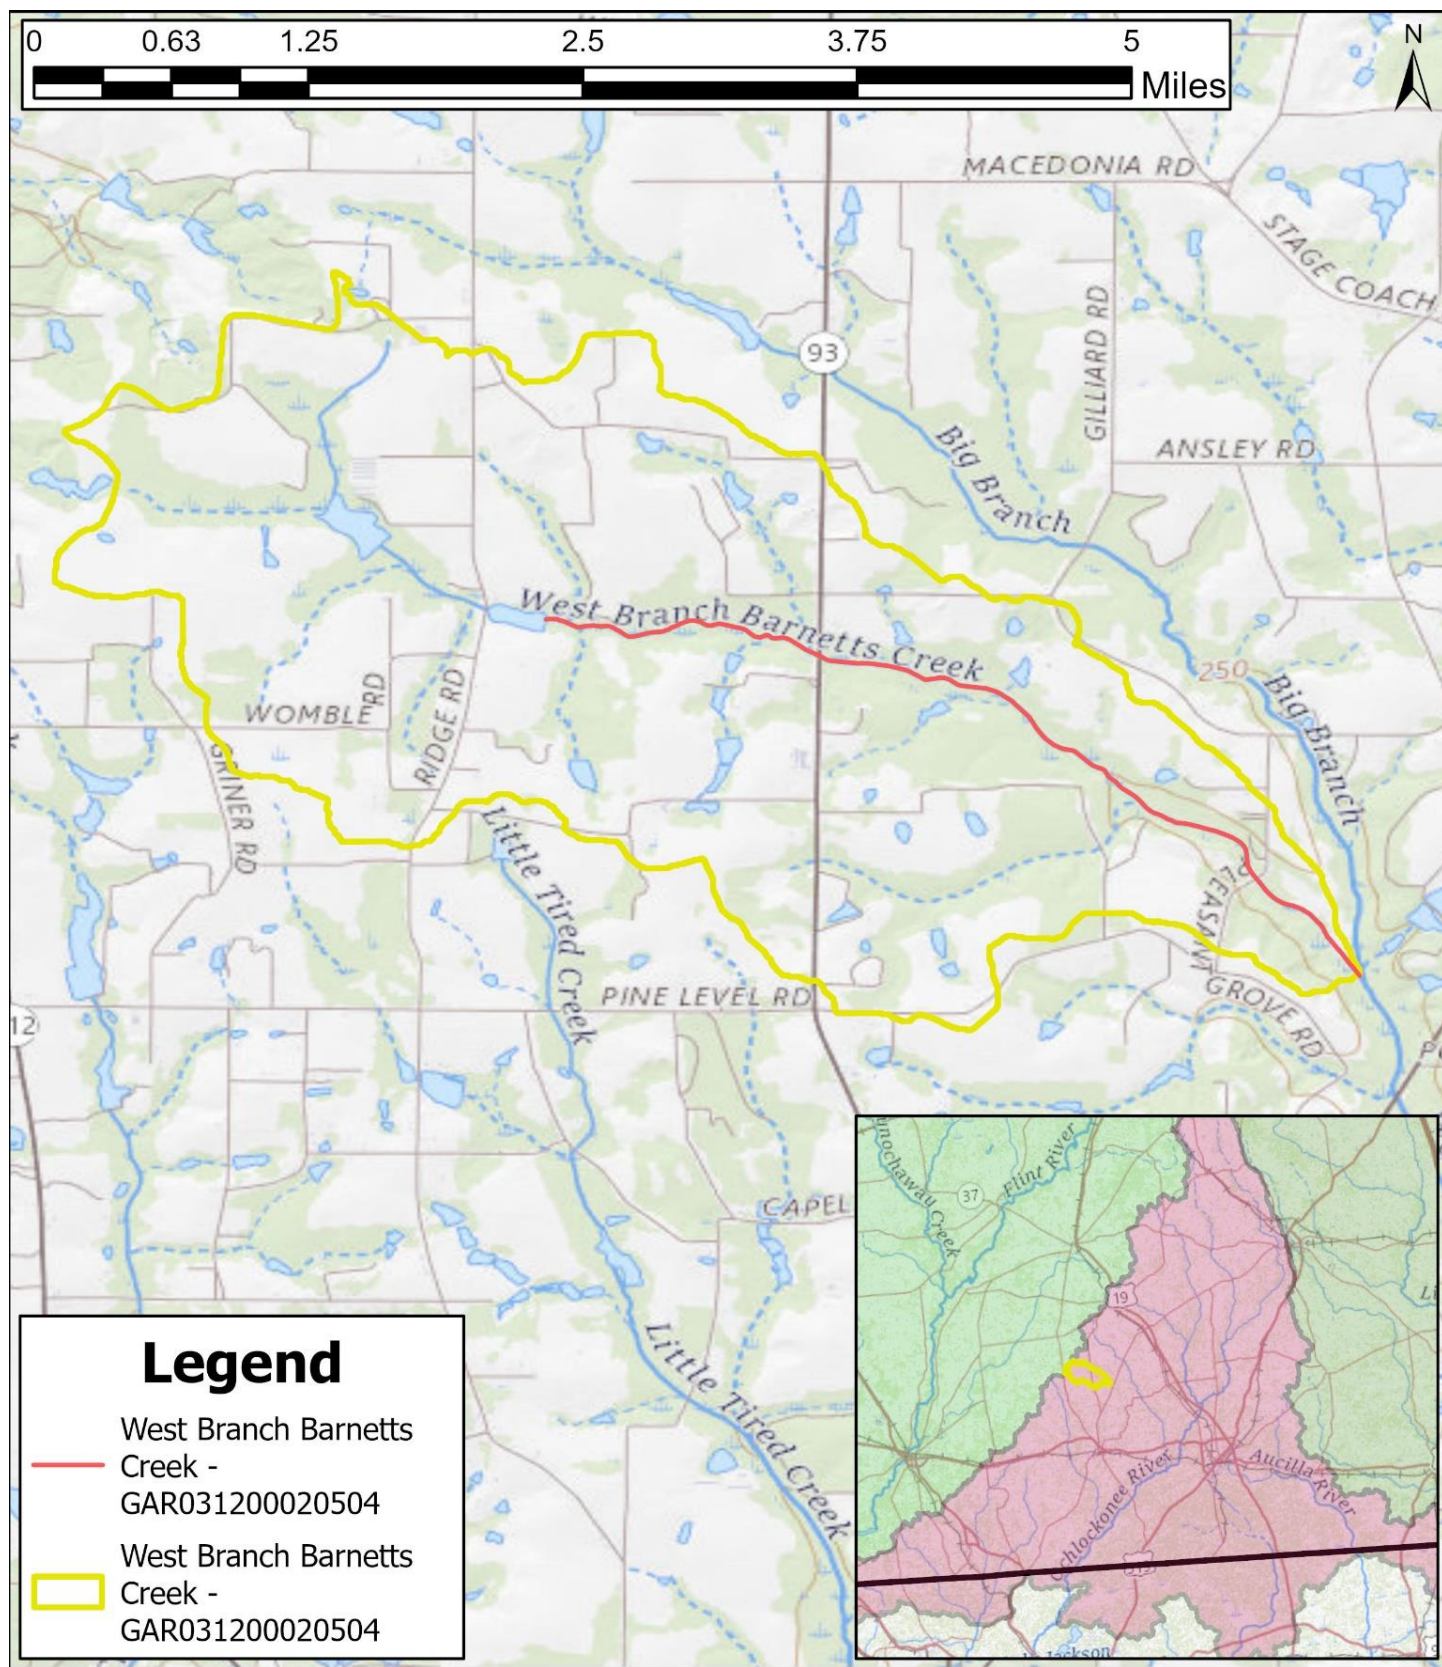 0 0.63 1.25 2.5 3.75 5
Miles
N
MACEDONIA RD
STAGE COACH
93
GILLIARD RD
Big Branch
ANSLEY RD
West Branch Barnetts Creek
250
Big Branch
WOMBLE RD
RIDGE RD
GRINER RD
Little Tired Creek
PLEASANT
GROVE RD
PINE LEVEL RD
12
CAPEL
Little Tired Creek
Legend
West Branch Barnetts
Creek -
GAR031200020504
West Branch Barnetts
Creek -
GAR031200020504
Flint River
37
Creek
19
Ochlockonee River
Aucilla River
319
Jackson